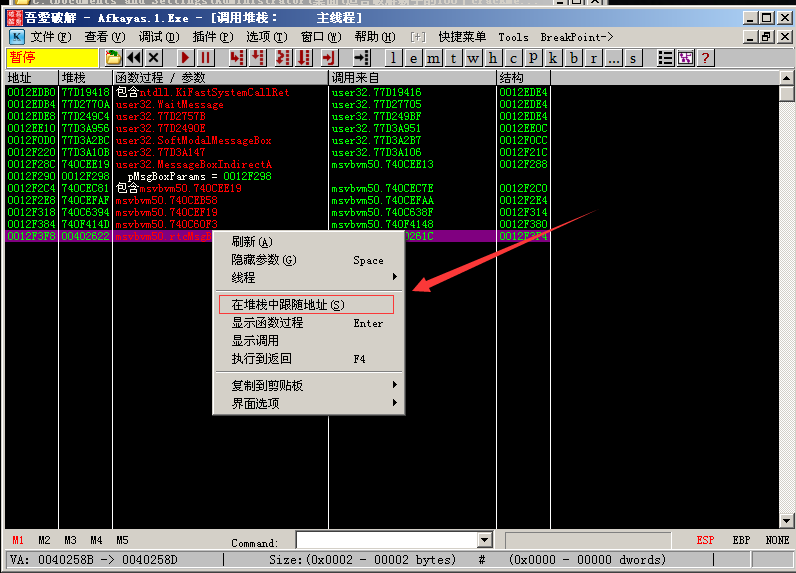 吾爱破解 - Afkayas.1.Exe - [调用堆栈: 主线程]
K 文件(F) 查看(V) 调试(D) 插件(P) 选项(T) 窗口(W) 帮助(H) [+] 快捷菜单 Tools BreakPoint->
暂停 l e m t w h c P k b r ... s ?
地址 堆栈 函数过程 / 参数 调用来自 结构
0012EDB0 77D19418 包含ntdll.KiFastSystemCallRet user32.77D19416 0012EDE4
0012EDB4 77D2770A user32.WaitMessage user32.77D27705 0012EDE4
0012EDE8 77D249C4 user32.77D2757B user32.77D249BF 0012EDE4
0012EE10 77D3A956 user32.77D2490E user32.77D3A951 0012EE0C
0012F0D0 77D3A2BC user32.SoftModalMessageBox user32.77D3A2B7 0012F0CC
0012F220 77D3A10B user32.77D3A147 user32.77D3A106 0012F21C
0012F28C 740CEE19 user32.MessageBoxIndirectA msvbvm50.740CEE13 0012F288
0012F290 0012F298 pMsgBoxParams = 0012F298
0012F2C4 740CEC81 包含msvbvm50.740CEE19 msvbvm50.740CEC7E 0012F2C0
0012F2E8 740CEFAF msvbvm50.740CEB58 msvbvm50.740CEFAA 0012F2E4
0012F318 740C6394 msvbvm50.740CEF19 msvbvm50.740C638F 0012F314
0012F384 740F414D msvbvm50.740C60F3 msvbvm50.740F4148 0012F380
0012F3F8 00402622 0261C 0012F3F4
刷新(A)
隐藏参数(G) Space
线程
在堆栈中跟随地址(S)
显示函数过程 Enter
显示调用
执行到返回 F4
复制到剪贴板
界面选项
M1 M2 M3 M4 M5 Command: ESP EBP NONE
VA: 0040258B -> 0040258D Size:(0x0002 - 00002 bytes) # (0x0000 - 00000 dwords)